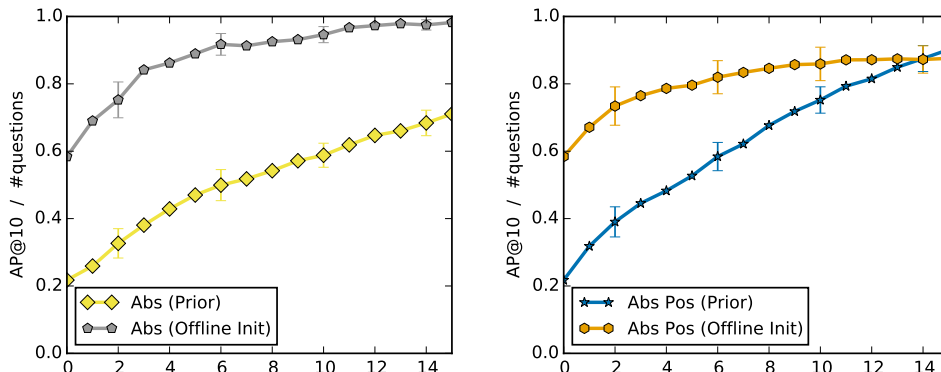 AP@10 / #questions
1.0
0.8
0.6
0.4
0.2
0.0
0 2 4 6 8 10 12 14
Abs (Prior)
Abs (Offline Init)
AP@10 / #questions
1.0
0.8
0.6
0.4
0.2
0.0
0 2 4 6 8 10 12 14
Abs Pos (Prior)
Abs Pos (Offline Init)